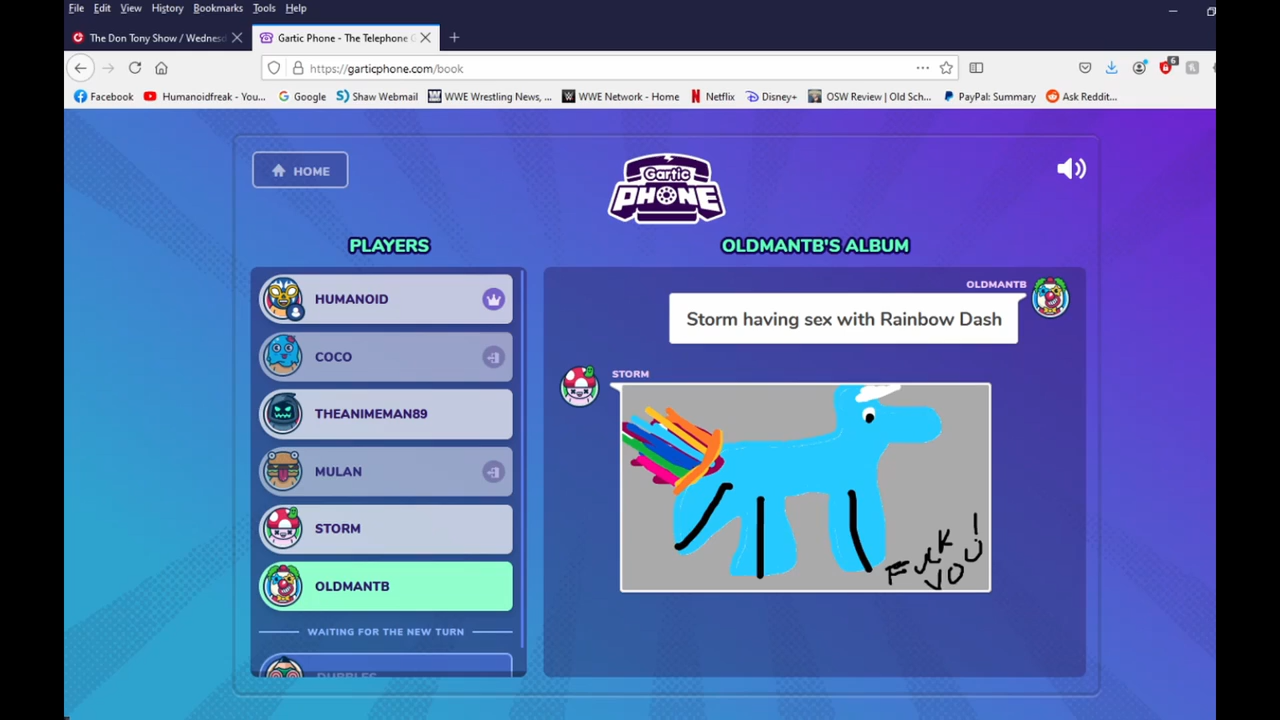 File Edit View History Bookmarks Tools Help
The Don Tony Show / Wednesd
Gartic Phone - The Telephone G
https://garticphone.com/book
6
Facebook Humanoidfreak - You... Google Shaw Webmail WWE Wrestling News, ... WWE Network - Home Netflix Disney+ OSW Review | Old Sch... PayPal: Summary Ask Reddit...
HOME
Gartic
PHONE
PLAYERS
OLDMANTB'S ALBUM
HUMANOID
COCO
THEANIMEMAN89
MULAN
STORM
OLDMANTB
WAITING FOR THE NEW TURN
DUBBLES
OLDMANTB
Storm having sex with Rainbow Dash
STORM
Fuck
YOU!